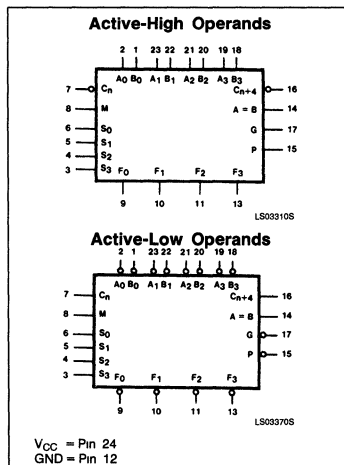 Active-High Operands
2 1 23 22 21 20 19 18
A0 B0 A1 B1 A2 B2 A3 B3
7 Cn Cn+4 16
8 M A = B 14
6 S0 G 17
5 S1 P 15
4 S2
3 S3 F0 F1 F2 F3
9 10 11 13
LS03310S
Active-Low Operands
2 1 23 22 21 20 19 18
A0 B0 A1 B1 A2 B2 A3 B3
7 Cn Cn+4 16
8 M A = B 14
6 S0 G 17
5 S1 P 15
4 S2
3 S3 F0 F1 F2 F3
9 10 11 13
LS03370S
VCC = Pin 24
GND = Pin 12